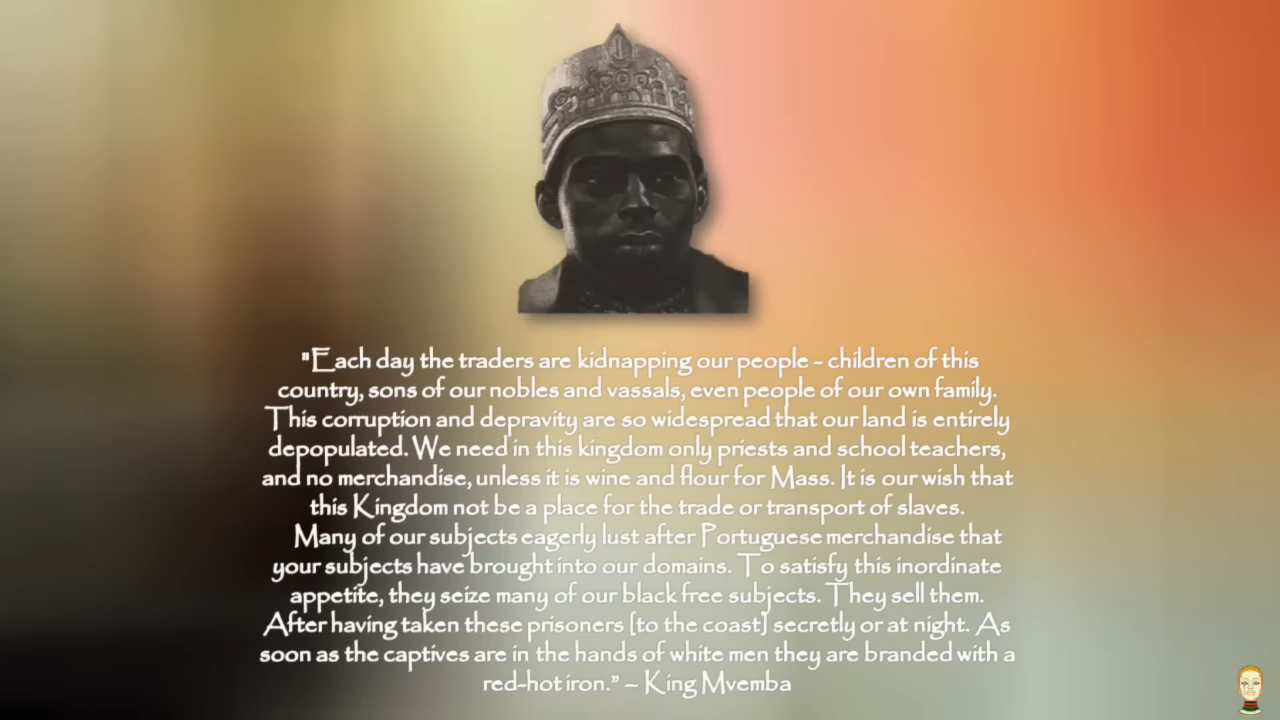 "Each day the traders are kidnapping our people – children of this
country, sons of our nobles and vassals, even people of our own family.
This corruption and depravity are so widespread that our land is entirely
depopulated. We need in this kingdom only priests and school teachers,
and no merchandise, unless it is wine and flour for Mass. It is our wish that
this Kingdom not be a place for the trade or transport of slaves.
Many of our subjects eagerly lust after Portuguese merchandise that
your subjects have brought into our domains. To satisfy this inordinate
appetite, they seize many of our black free subjects. They sell them.
After having taken these prisoners [to the coast] secretly or at night. As
soon as the captives are in the hands of white men they are branded with a
red-hot iron.” – King Mvemba